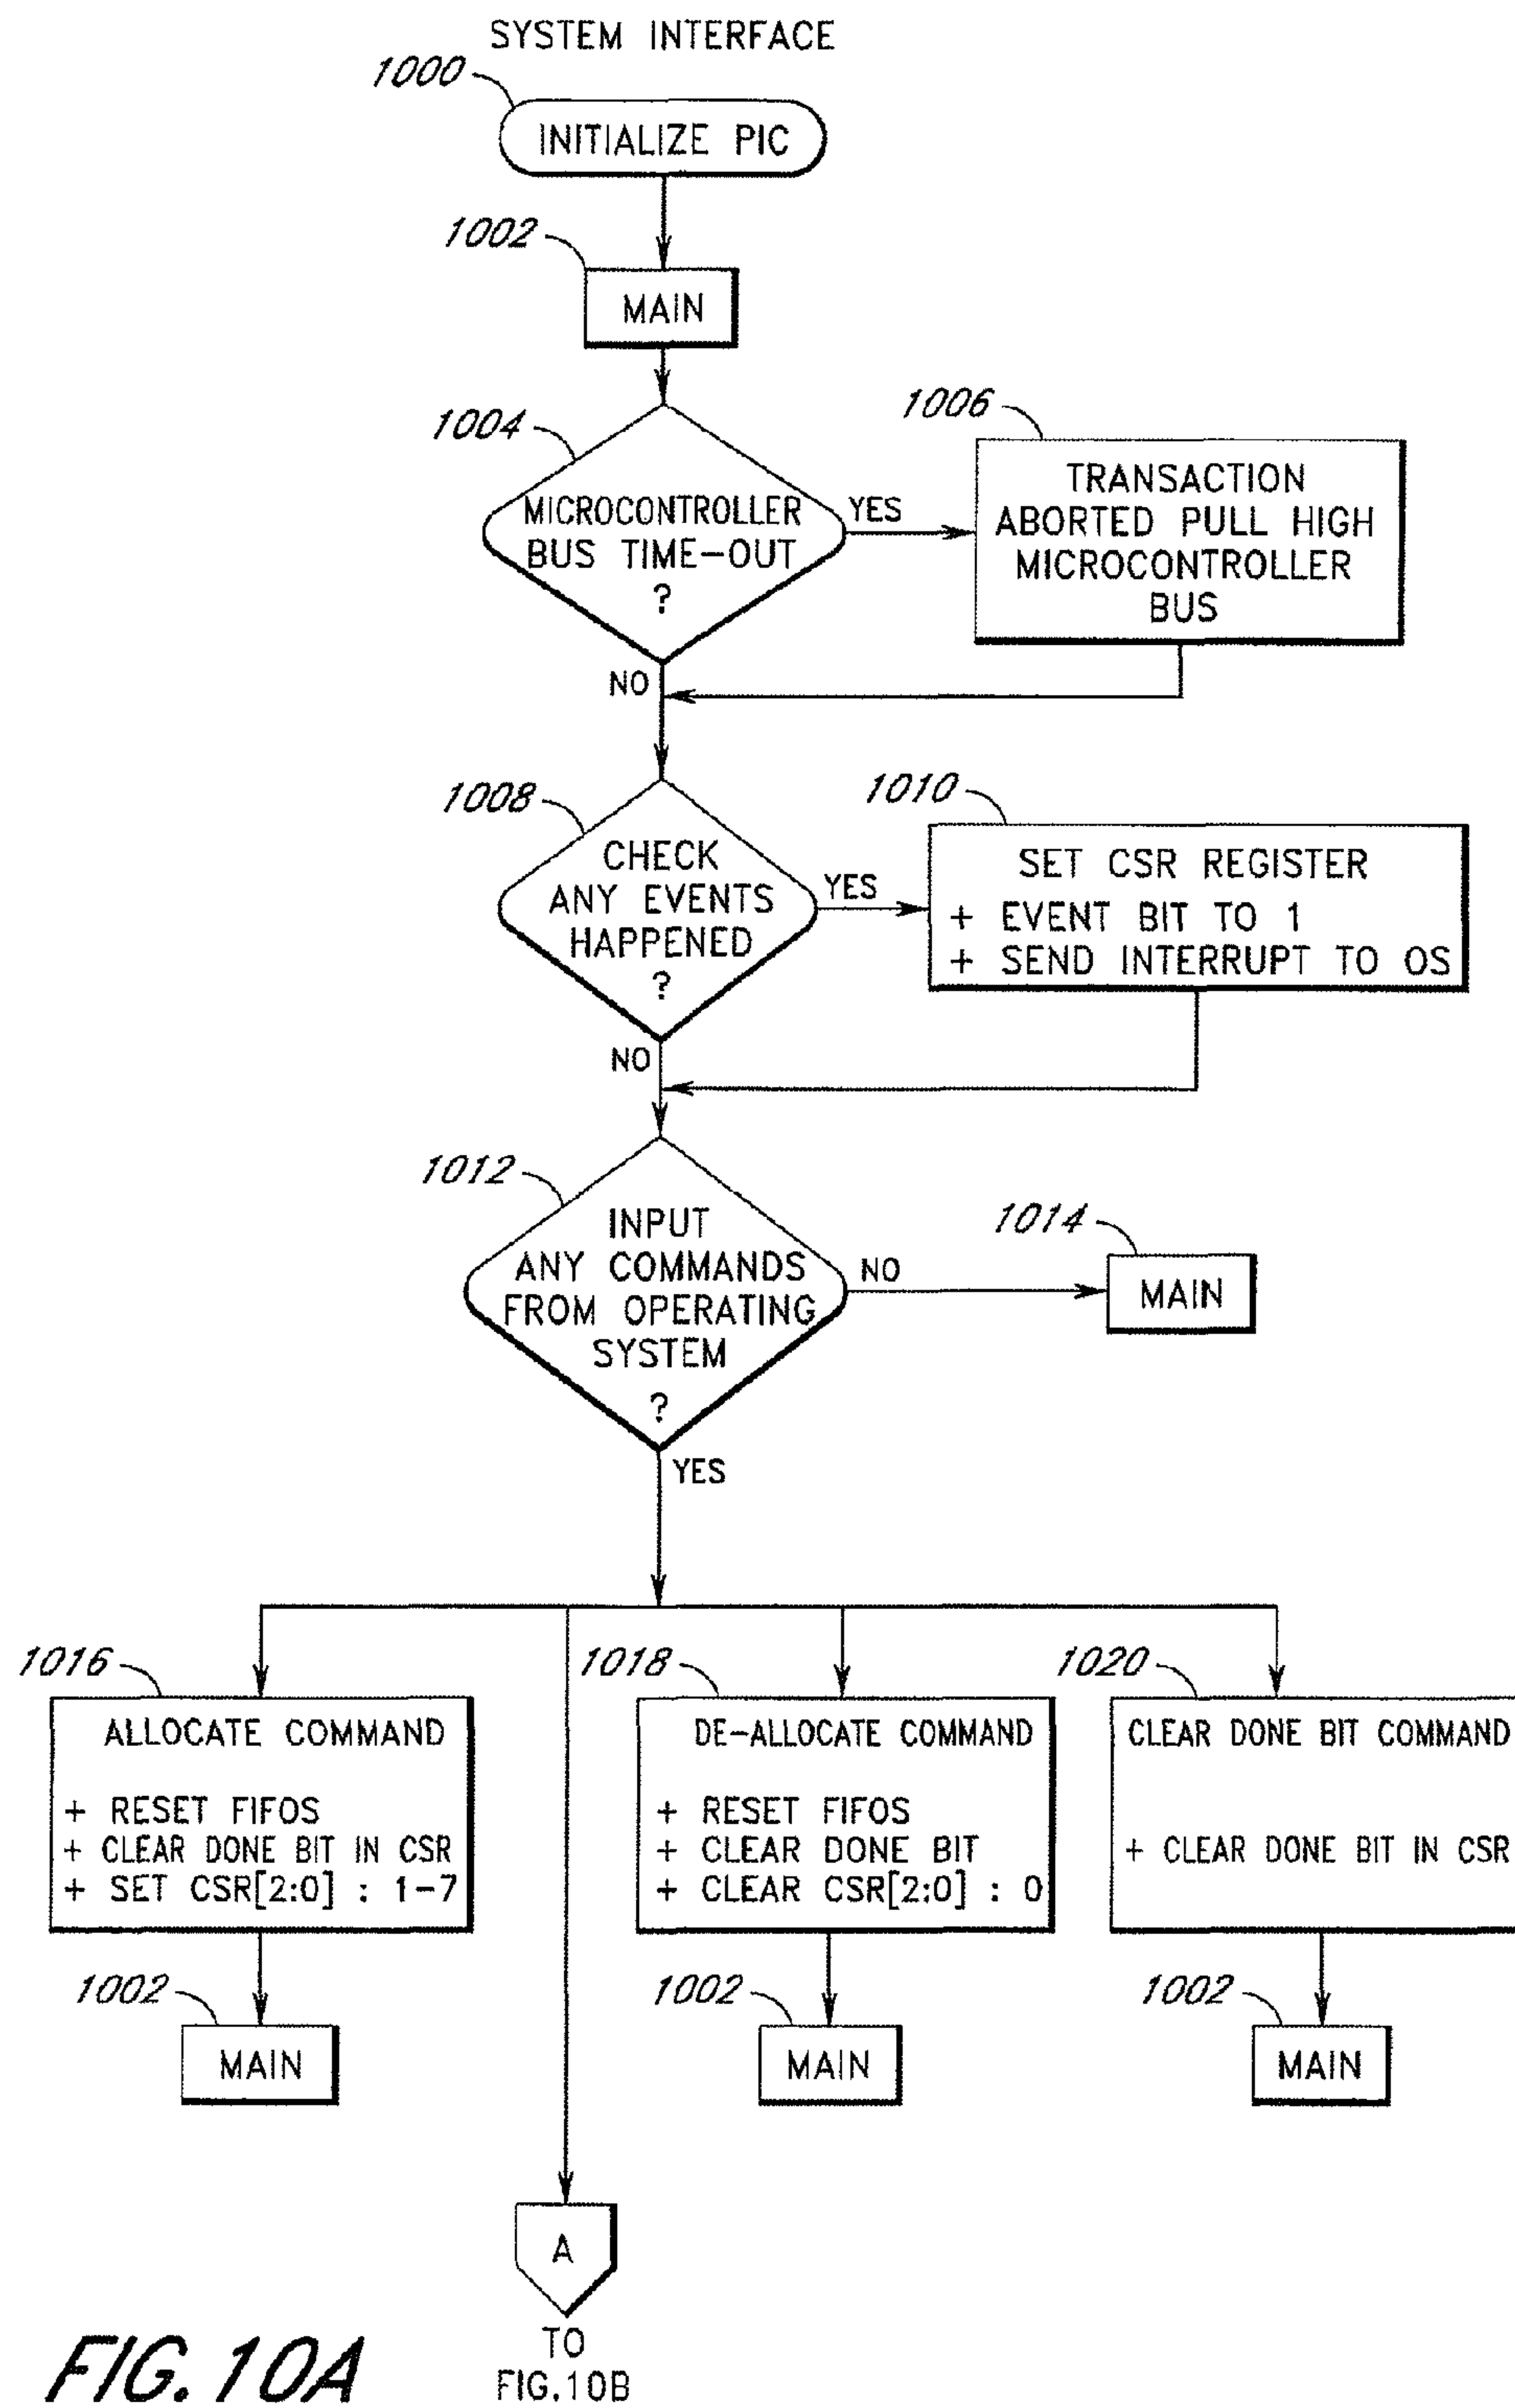 SYSTEM INTERFACE
1000
INITIALIZE PIC
1002
MAIN
1004
MICROCONTROLLER
BUS TIME-OUT
?
YES
NO
1006
TRANSACTION
ABORTED PULL HIGH
MICROCONTROLLER
BUS
1008
CHECK
ANY EVENTS
HAPPENED
?
YES
NO
1010
SET CSR REGISTER
+ EVENT BIT TO 1
+ SEND INTERRUPT TO OS
1012
INPUT
ANY COMMANDS
FROM OPERATING
SYSTEM
?
NO
YES
1014
MAIN
1016
ALLOCATE COMMAND
+ RESET FIFOS
+ CLEAR DONE BIT IN CSR
+ SET CSR[2:0] : 1-7
1002
MAIN
1018
DE-ALLOCATE COMMAND
+ RESET FIFOS
+ CLEAR DONE BIT
+ CLEAR CSR[2:0] : 0
1002
MAIN
1020
CLEAR DONE BIT COMMAND
+ CLEAR DONE BIT IN CSR
1002
MAIN
A
TO
FIG.10B
FIG. 10A